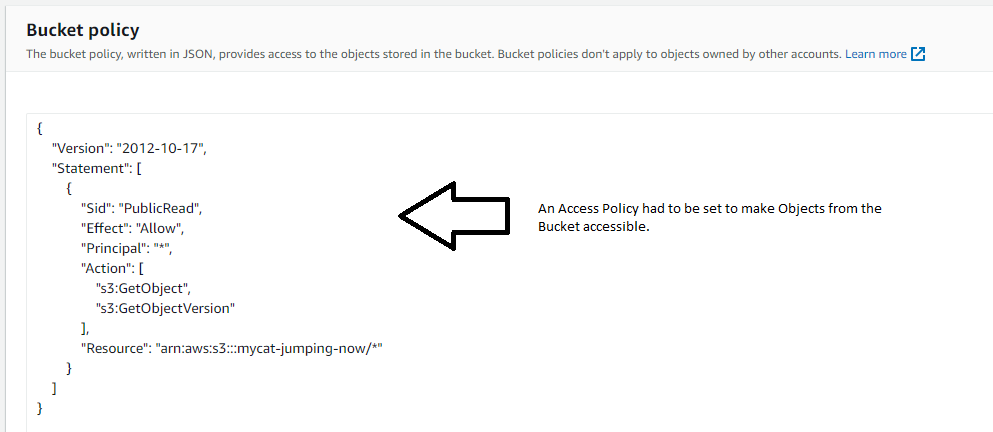 Bucket policy
The bucket policy, written in JSON, provides access to the objects stored in the bucket. Bucket policies don't apply to objects owned by other accounts. Learn more
{
"Version": "2012-10-17",
"Statement": [
{
"Sid": "PublicRead",
"Effect": "Allow",
"Principal": "*",
"Action": [
"s3:GetObject",
"s3:GetObjectVersion"
],
"Resource": "arn:aws:s3:::mycat-jumping-now/*"
}
]
}
An Access Policy had to be set to make Objects from the
Bucket accessible.